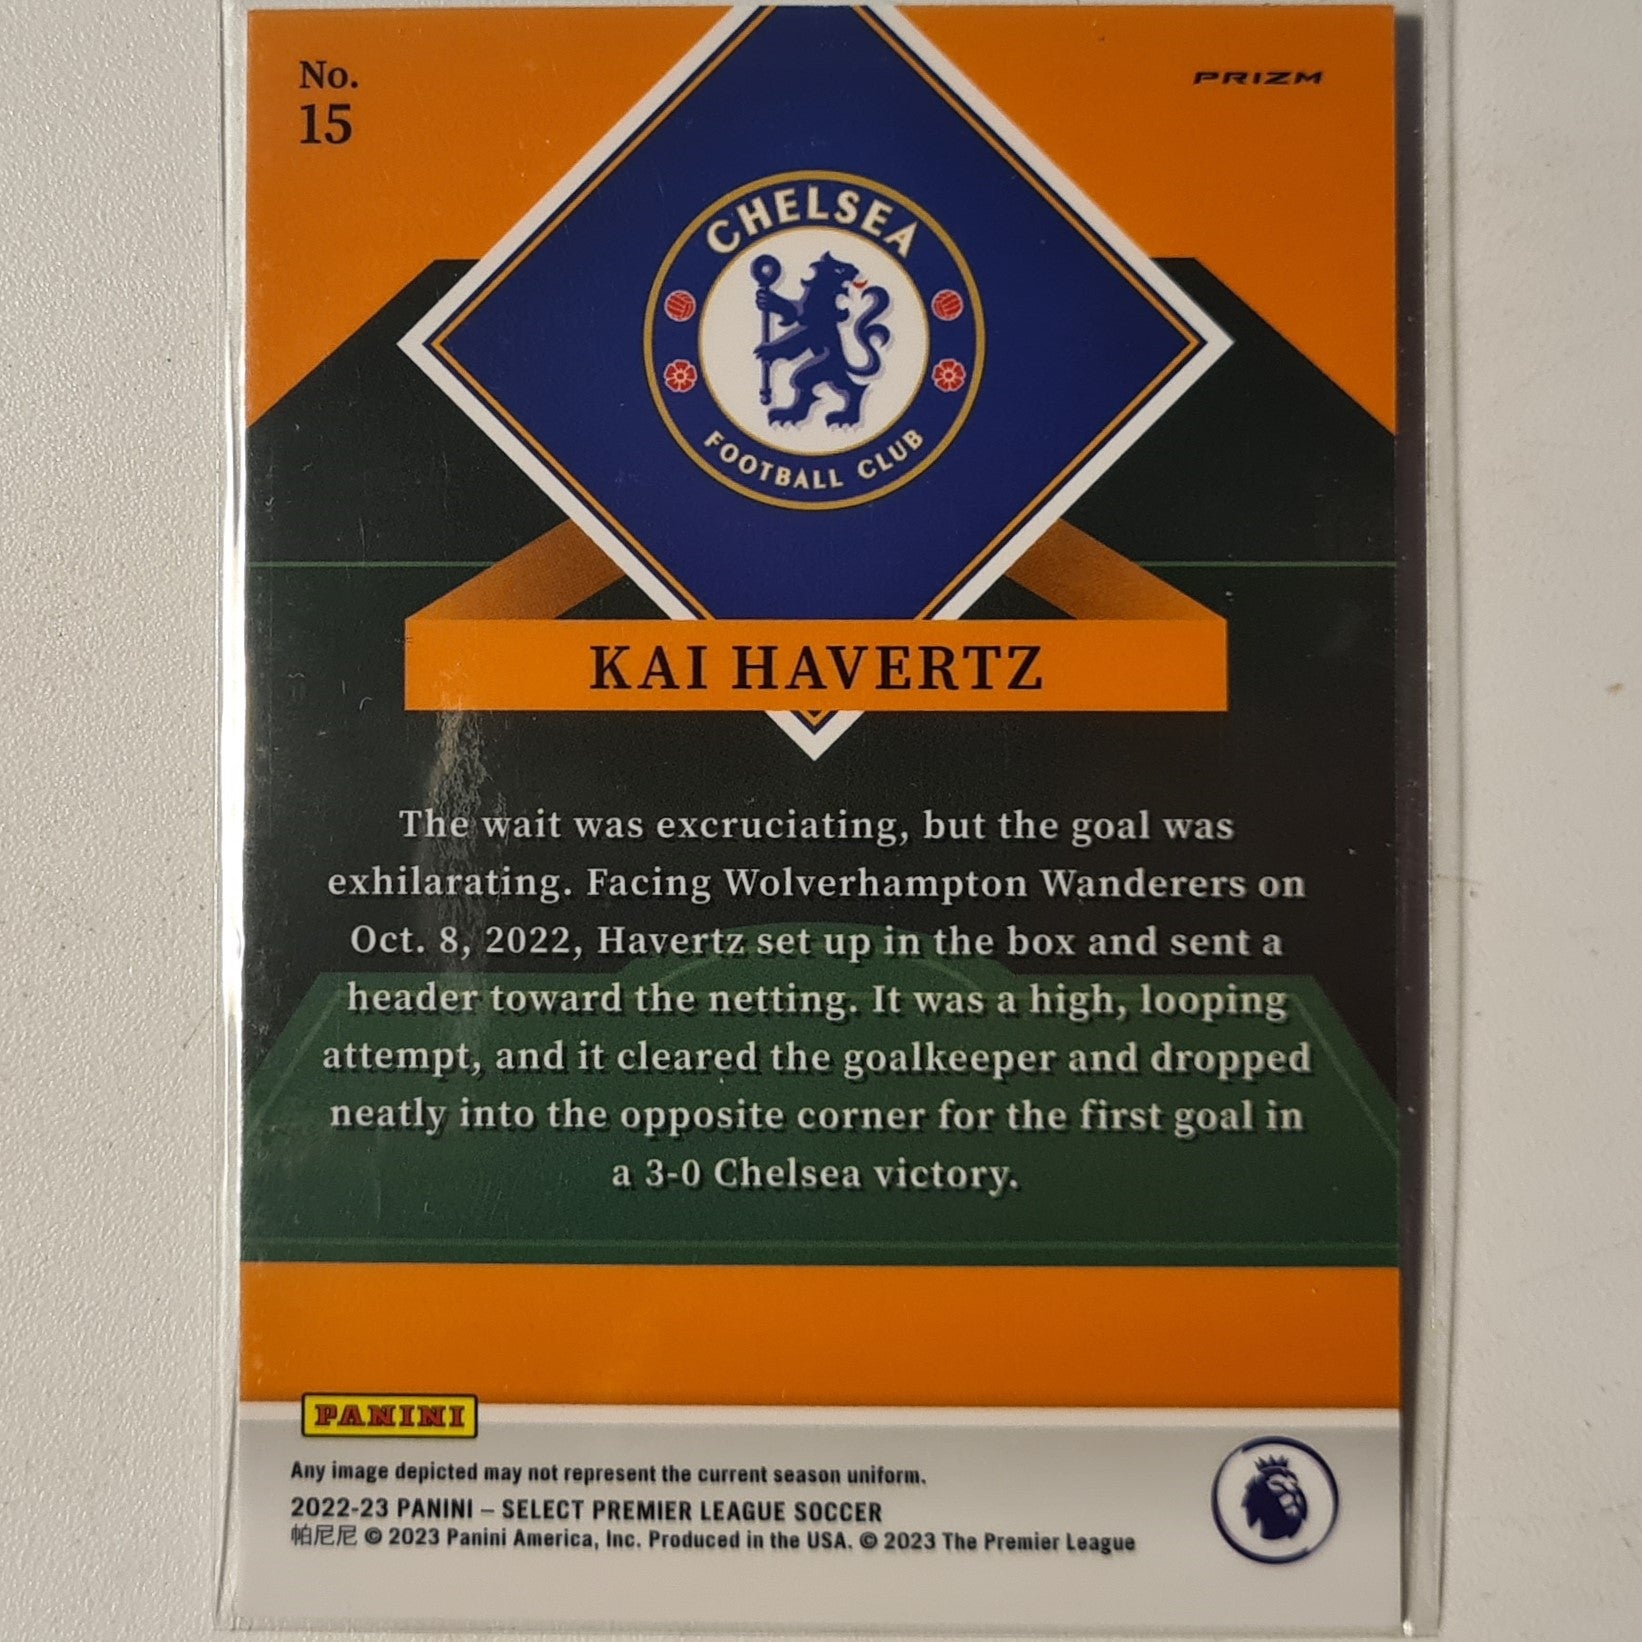 No.
15
PRIZM
CHELSEA
FOOTBALL CLUB
KAI HAVERTZ
The wait was excruciating, but the goal was
exhilarating. Facing Wolverhampton Wanderers on
Oct. 8, 2022, Havertz set up in the box and sent a
header toward the netting. It was a high, looping
attempt, and it cleared the goalkeeper and dropped
neatly into the opposite corner for the first goal in
a 3-0 Chelsea victory.
PANINI
Any image depicted may not represent the current season uniform.
2022-23 PANINI – SELECT PREMIER LEAGUE SOCCER
帕尼尼 © 2023 Panini America, Inc. Produced in the USA. © 2023 The Premier League